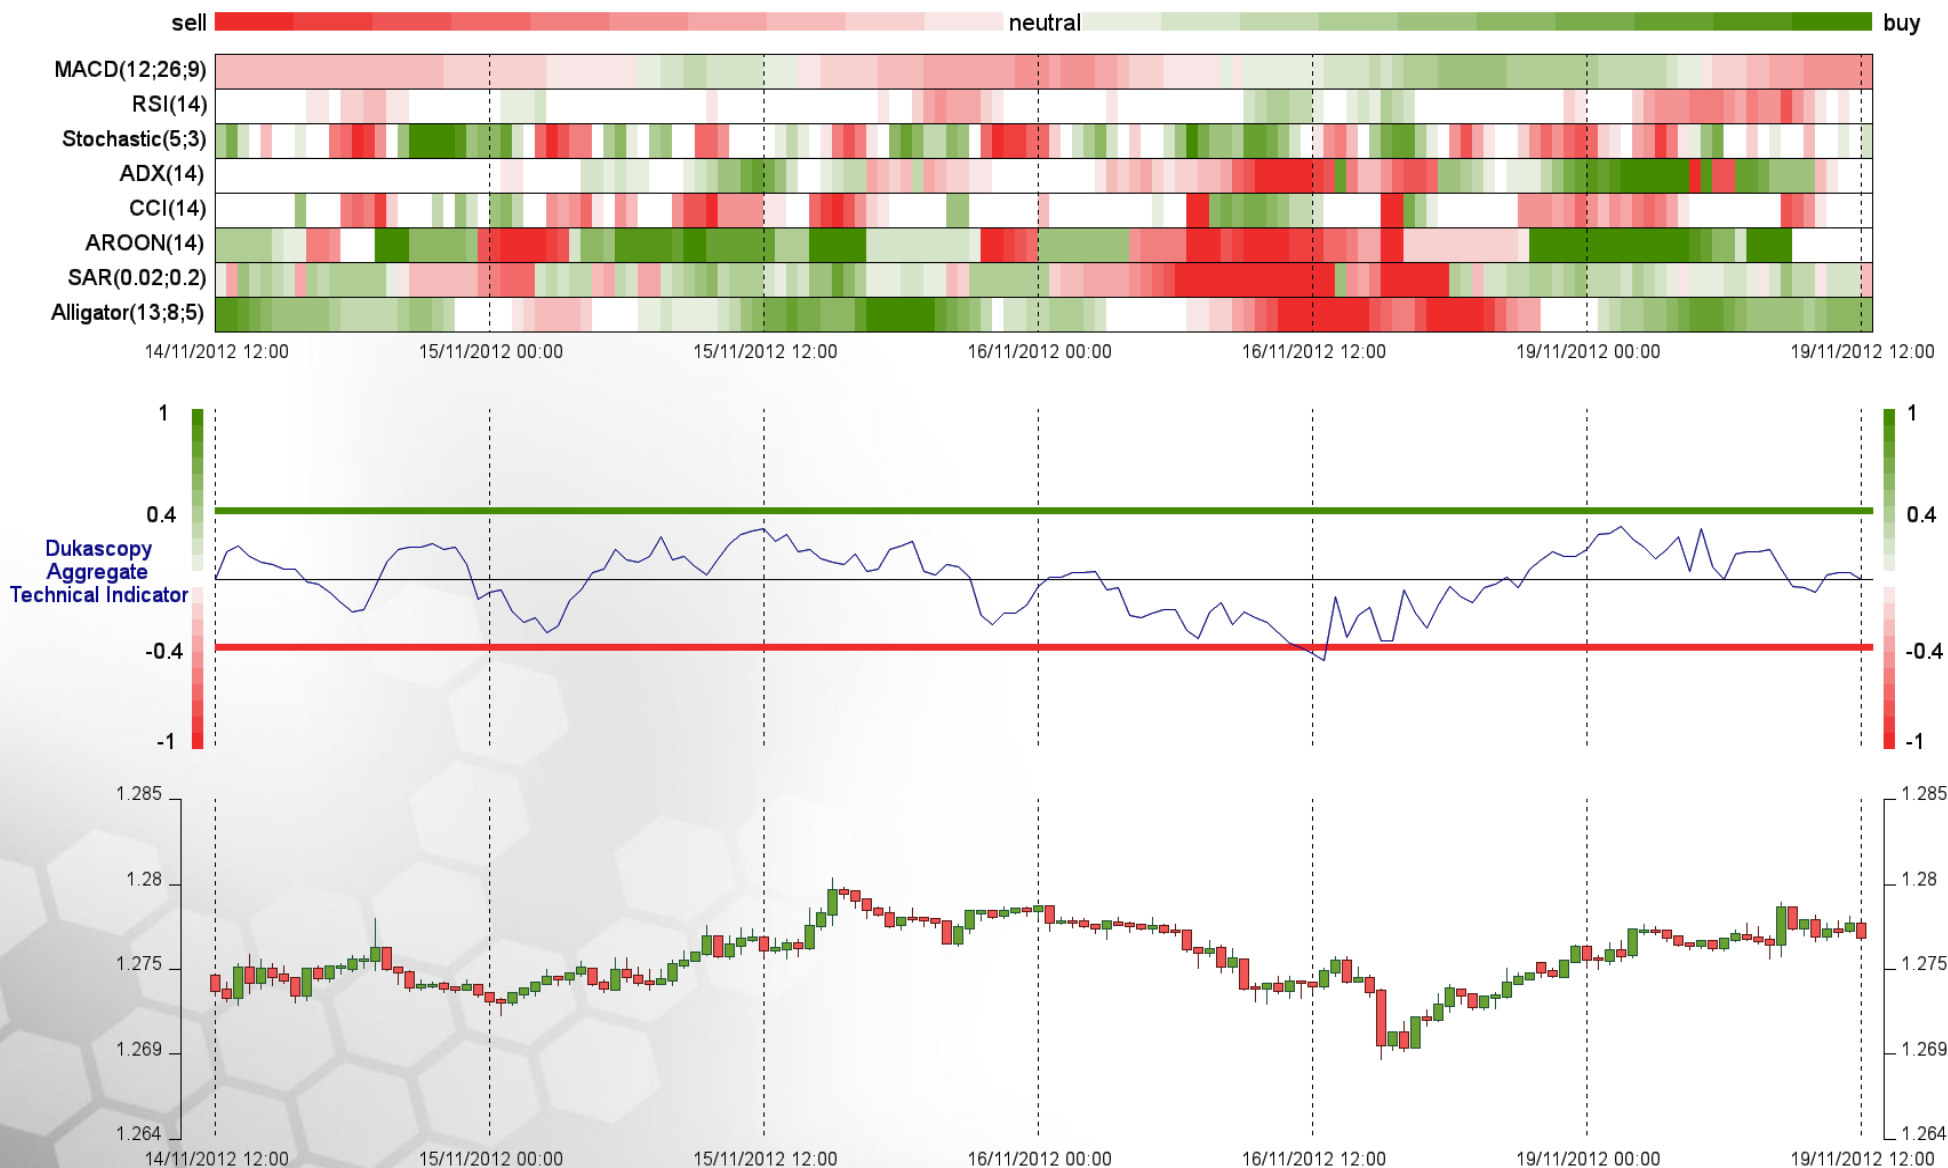 sell neutral buy
MACD(12;26;9)
RSI(14)
Stochastic(5;3)
ADX(14)
CCI(14)
AROON(14)
SAR(0.02;0.2)
Alligator(13;8;5)
14/11/2012 12:00 15/11/2012 00:00 15/11/2012 12:00 16/11/2012 00:00 16/11/2012 12:00 19/11/2012 00:00 19/11/2012 12:00
1 1
0.4 0.4
Dukascopy
Aggregate
Technical Indicator
-0.4 -0.4
-1 -1
1.285 1.285
1.28 1.28
1.275 1.275
1.269 1.269
1.264 1.264
14/11/2012 12:00 15/11/2012 00:00 15/11/2012 12:00 16/11/2012 00:00 16/11/2012 12:00 19/11/2012 00:00 19/11/2012 12:00